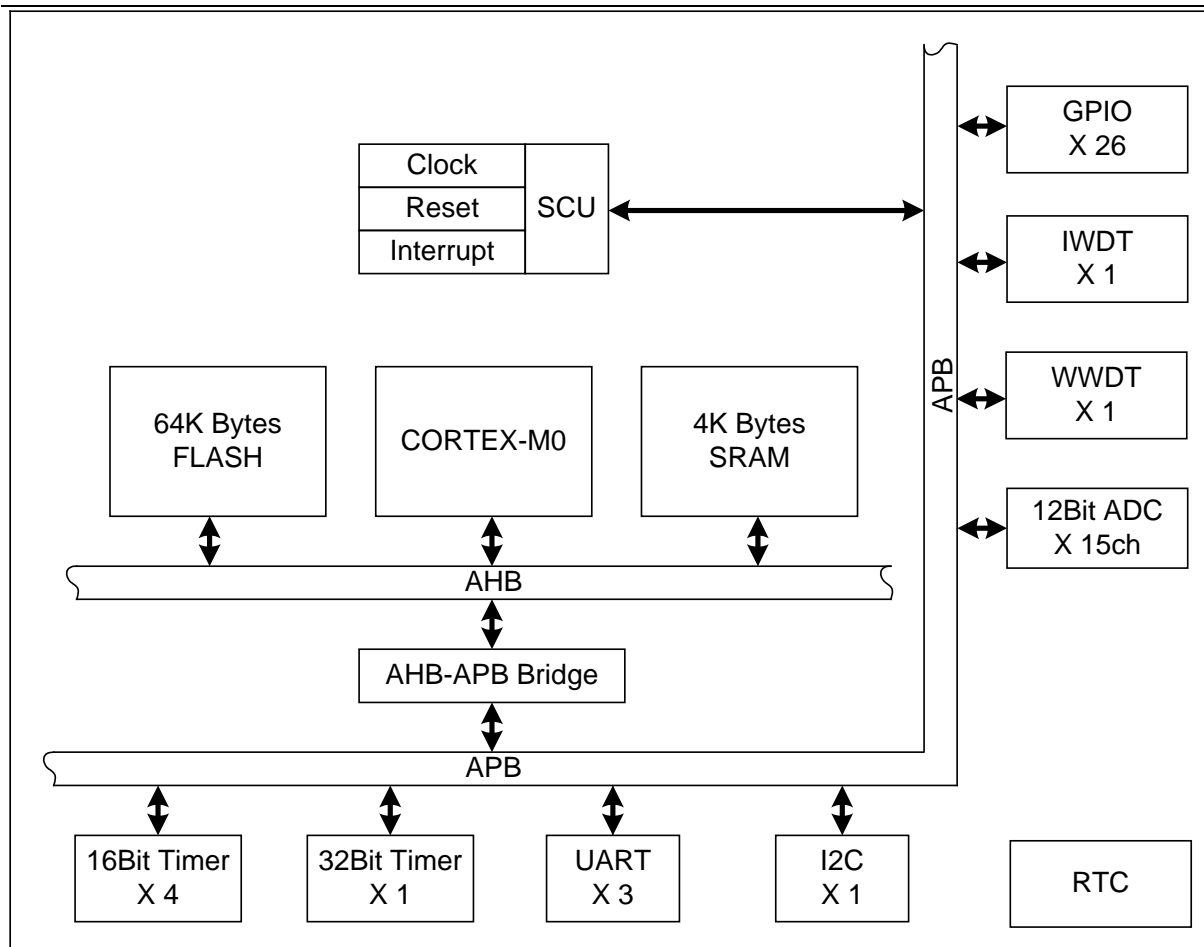 GPIO
X 26
Clock
Reset
Interrupt
SCU
IWDT
X 1
APB
WWDT
X 1
64K Bytes
FLASH
CORTEX-M0
4K Bytes
SRAM
12Bit ADC
X 15ch
AHB
AHB-APB Bridge
APB
16Bit Timer
X 4
32Bit Timer
X 1
UART
X 3
I2C
X 1
RTC